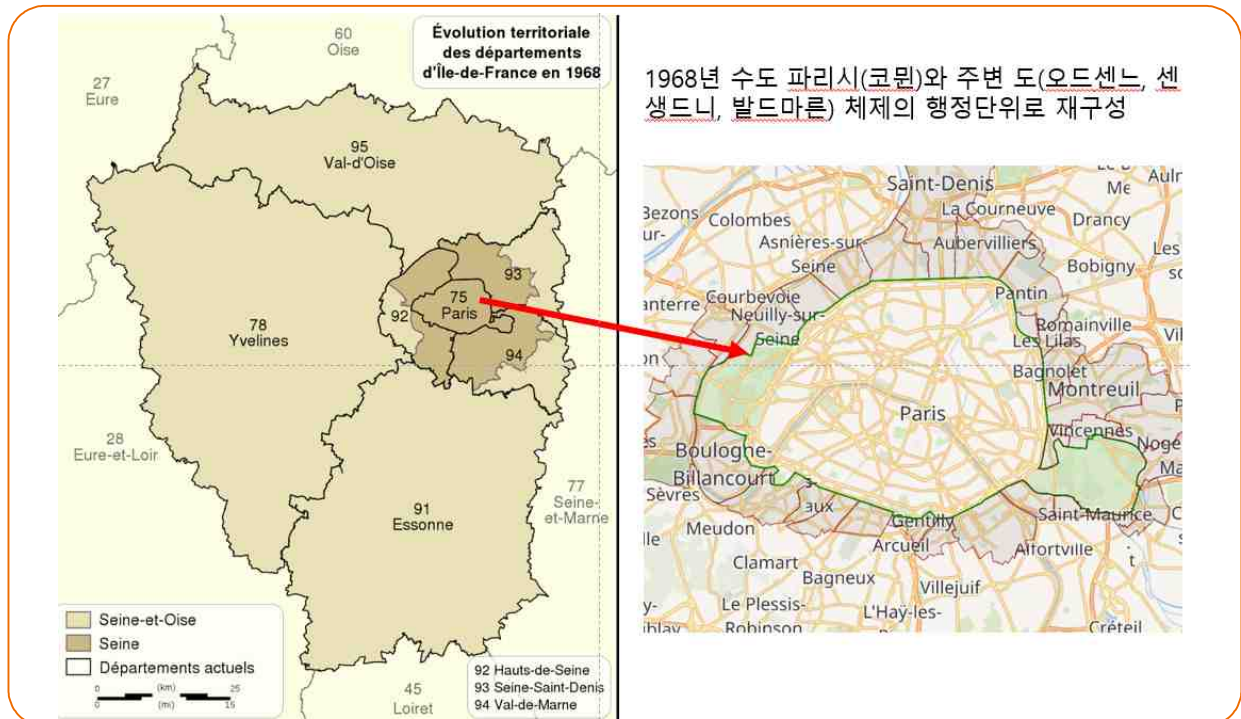 Évolution territoriale
des départements
d'Île-de-France en 1968
60
Oise
27
Eure
95
Val-d'Oise
93
75
Paris
92
78
Yvelines
94
28
Eure-et-Loir
77
Seine-
et-Marne
91
Essonne
Seine-et-Oise
Seine
Départements actuels
0 (km) 25
0 (mi) 15
45
Loiret
92 Hauts-de-Seine
93 Seine-Saint-Denis
94 Val-de-Marne
1968년 수도 파리시(코뮌)와 주변 도(오드센느, 센
생드니, 발드마른) 체제의 행정단위로 재구성
Saint-Denis
La Courneuve
Drancy
Bezons
Colombes
Asnières-sur-
Seine
Aubervilliers
Bobigny
Courbevoie
Pantin
Neuilly-sur-
Seine
Romainville
Les Lilas
Bagnolet
Montreuil
Paris
Vincennes
Boulogne-
Billancourt
Sèvres
Saint-Maurice
Meudon
Gentilly
Arcueil
Alfortville
Clamart
Bagneux
Villejuif
Le Plessis-
Robinson
L'Haÿ-les-
Créteil